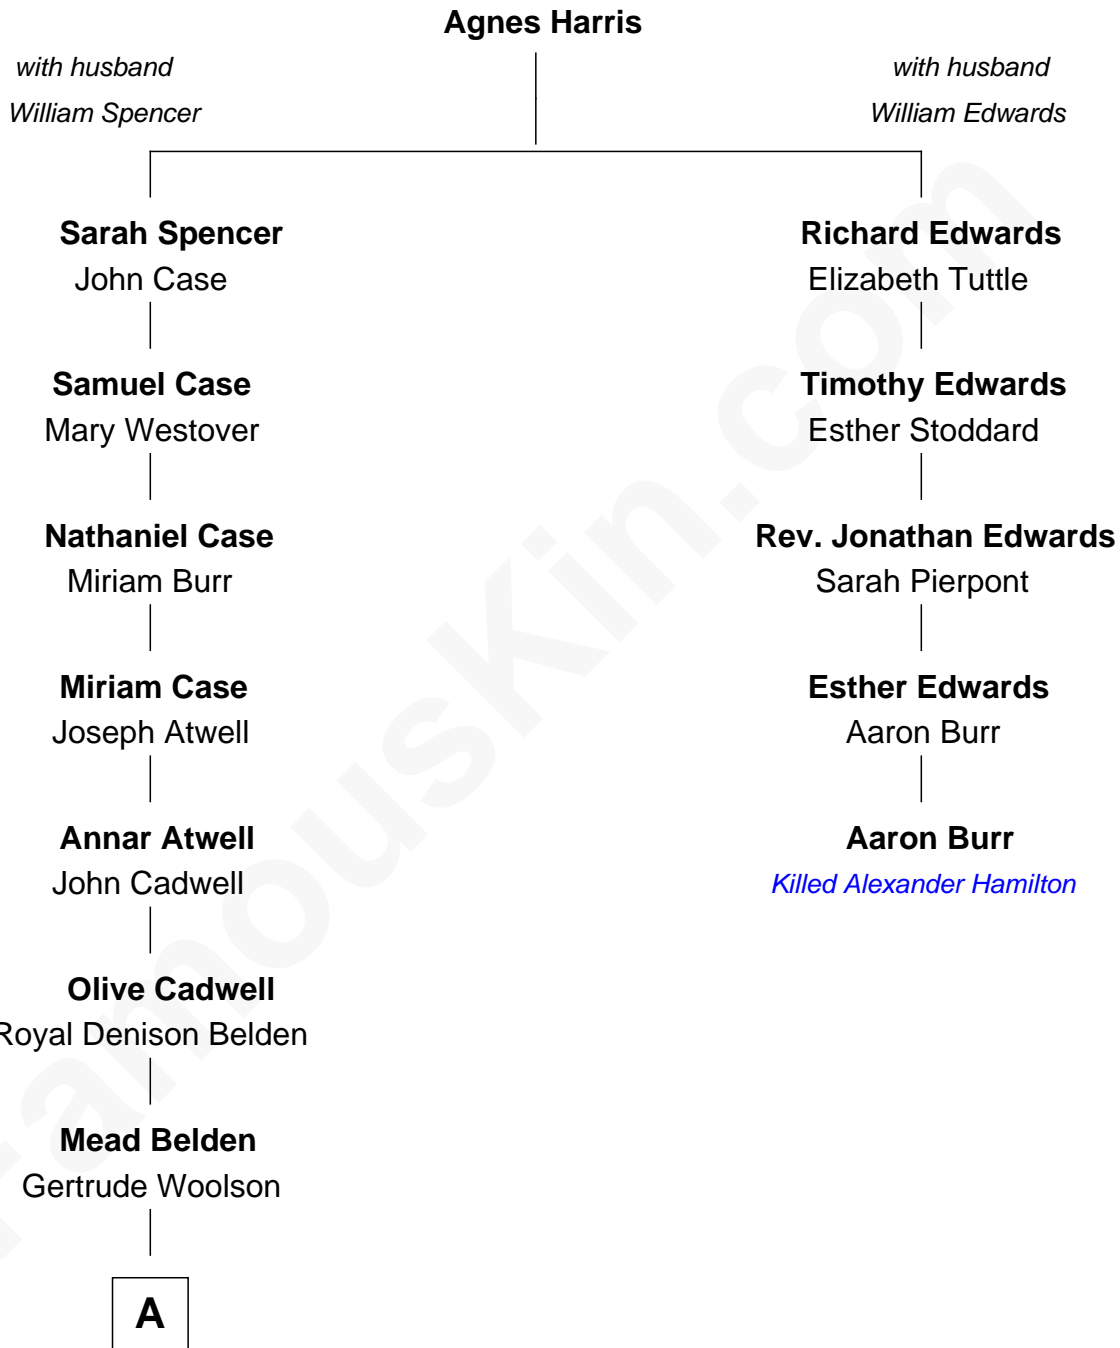 Agnes Harris
with husband
William Spencer
with husband
William Edwards
Sarah Spencer
John Case
Samuel Case
Mary Westover
Nathaniel Case
Miriam Burr
Miriam Case
Joseph Atwell
Annar Atwell
John Cadwell
Olive Cadwell
Royal Denison Belden
Mead Belden
Gertrude Woolson
A
Richard Edwards
Elizabeth Tuttle
Timothy Edwards
Esther Stoddard
Rev. Jonathan Edwards
Sarah Pierpont
Esther Edwards
Aaron Burr
Aaron Burr
Killed Alexander Hamilton
FamousKin.com